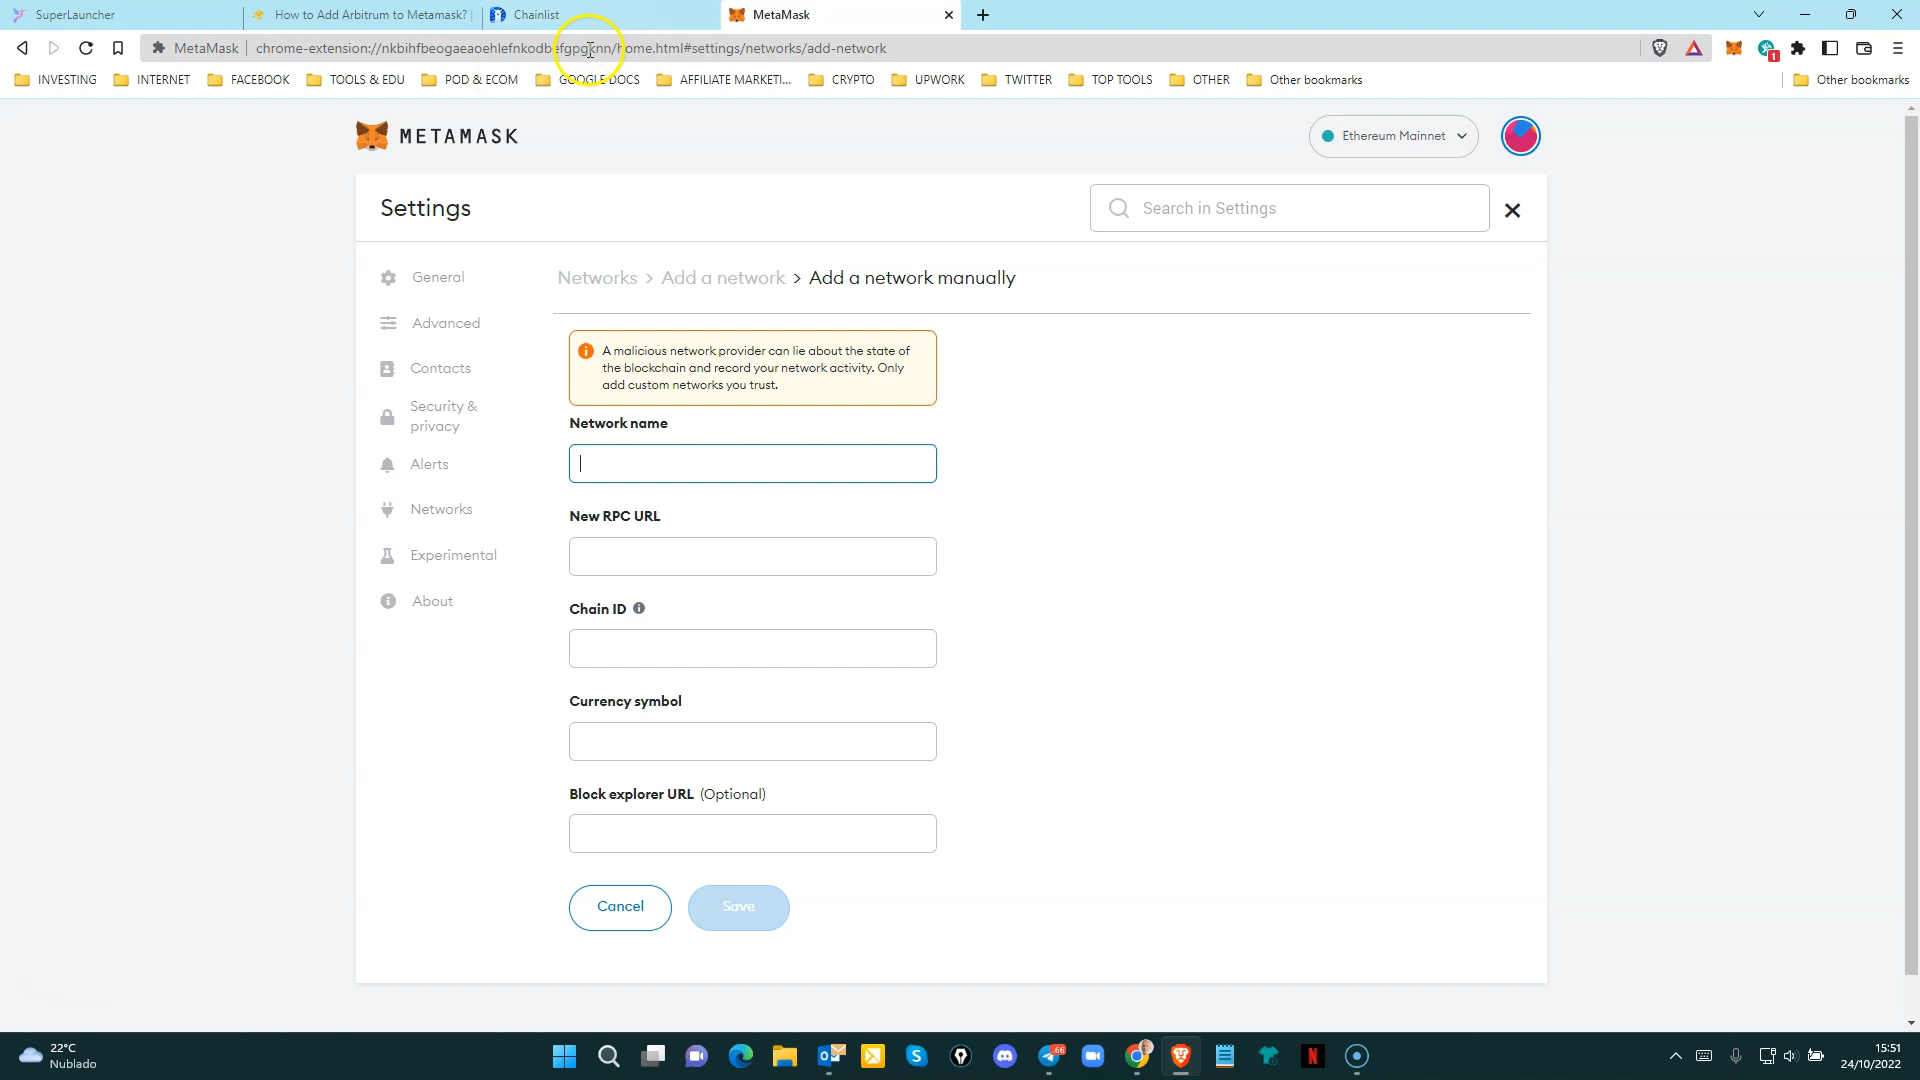 SuperLauncher
How to Add Arbitrum to Metamask?
Chainlist
MetaMask
MetaMask
chrome-extension://nkbihfbeogaeaoehlefnkodbefgpgknn/home.html#settings/networks/add-network
1
INVESTING
INTERNET
FACEBOOK
TOOLS & EDU
POD & ECOM
GOOGLE DOCS
AFFILIATE MARKETI...
CRYPTO
UPWORK
TWITTER
TOP TOOLS
OTHER
Other bookmarks
Other bookmarks
METAMASK
Ethereum Mainnet
Settings
Search in Settings
General
Advanced
Contacts
Security &
privacy
Alerts
Networks
Experimental
About
Networks > Add a network > Add a network manually
A malicious network provider can lie about the state of
the blockchain and record your network activity. Only
add custom networks you trust.
Network name
New RPC URL
Chain ID
Currency symbol
Block explorer URL (Optional)
Cancel
Save
22°C
Nublado
66
15:51
24/10/2022